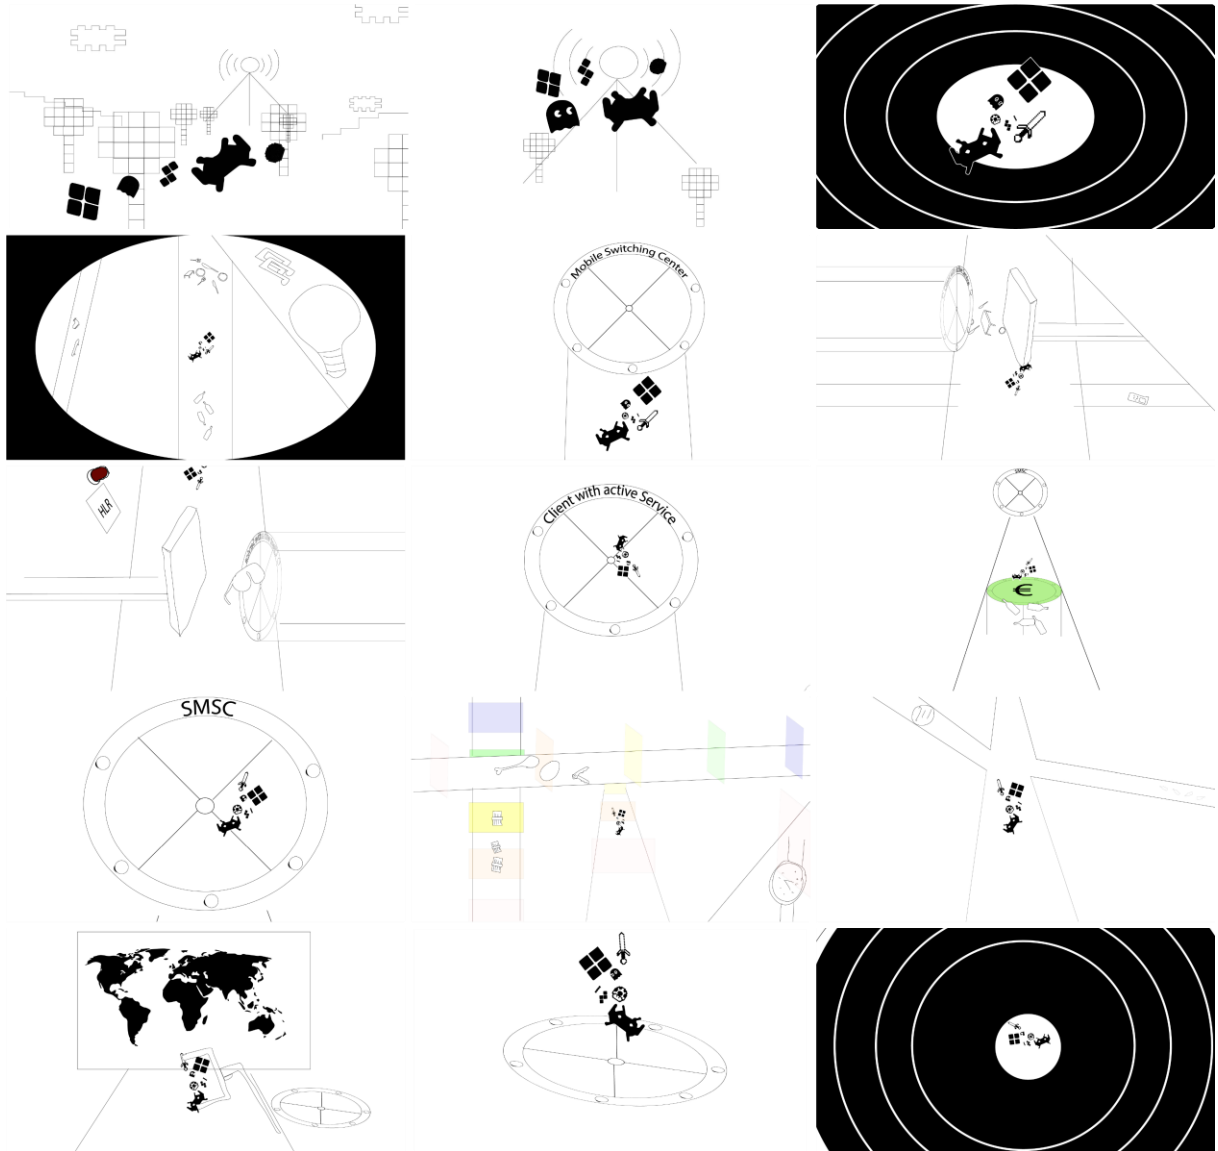 Mobile Switching Center
HLR
Client with active Service
SMSC
€
SMSC